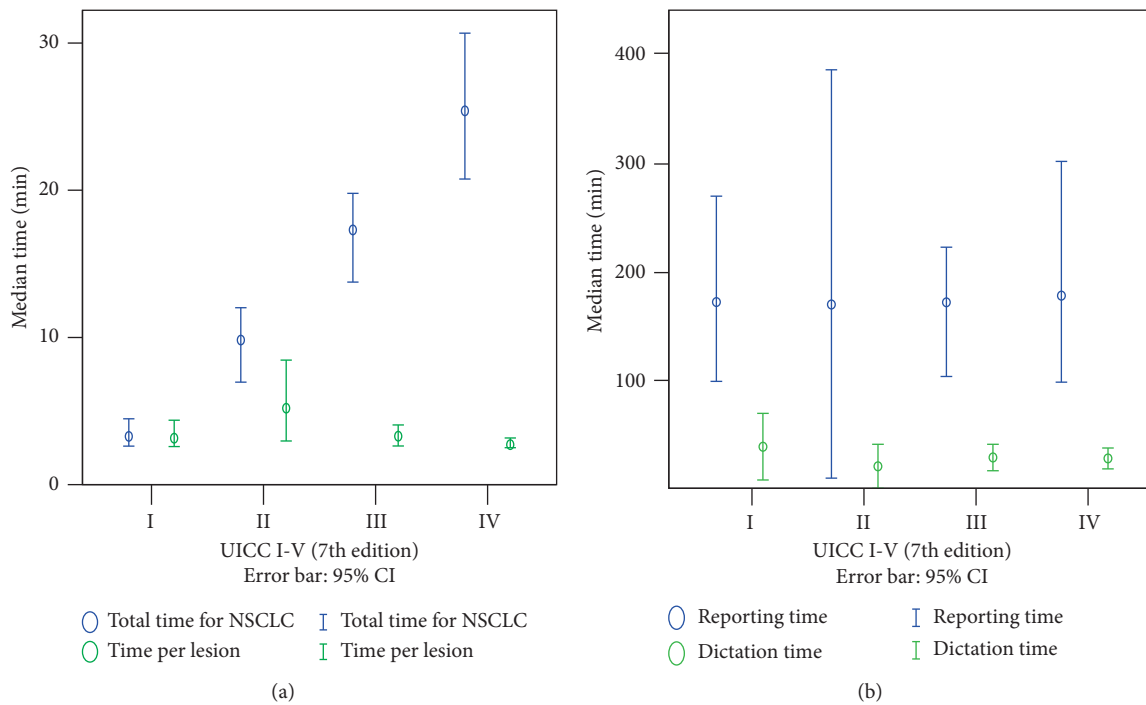 30
20
10
0
Median time (min)
I II III IV
UICC I-V (7th edition)
Error bar: 95% CI
Total time for NSCLC Total time for NSCLC
Time per lesion Time per lesion
(a)
400
300
200
100
Median time (min)
I II III IV
UICC I-V (7th edition)
Error bar: 95% CI
Reporting time Reporting time
Dictation time Dictation time
(b)